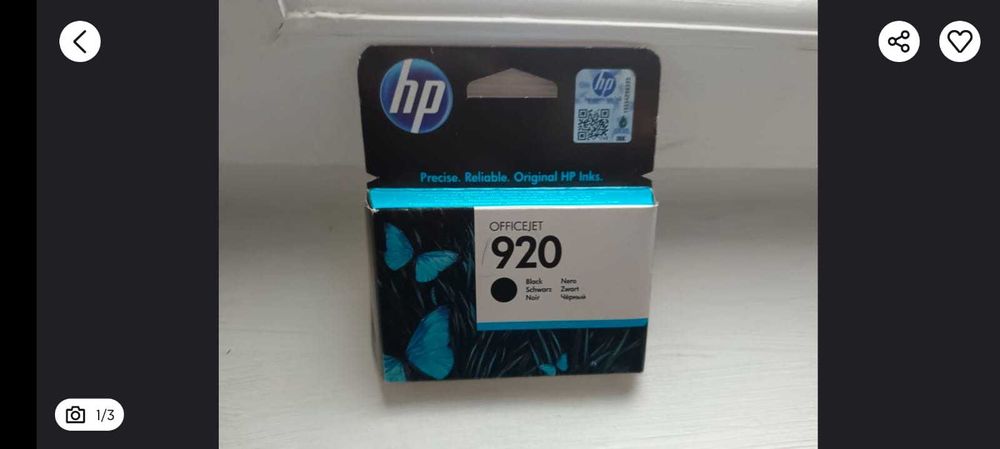 hp
hp
Precise. Reliable. Original HP Inks.
OFFICEJET
920
Black Nero
Schwarz Zwart
Noir Чёрный
1/3